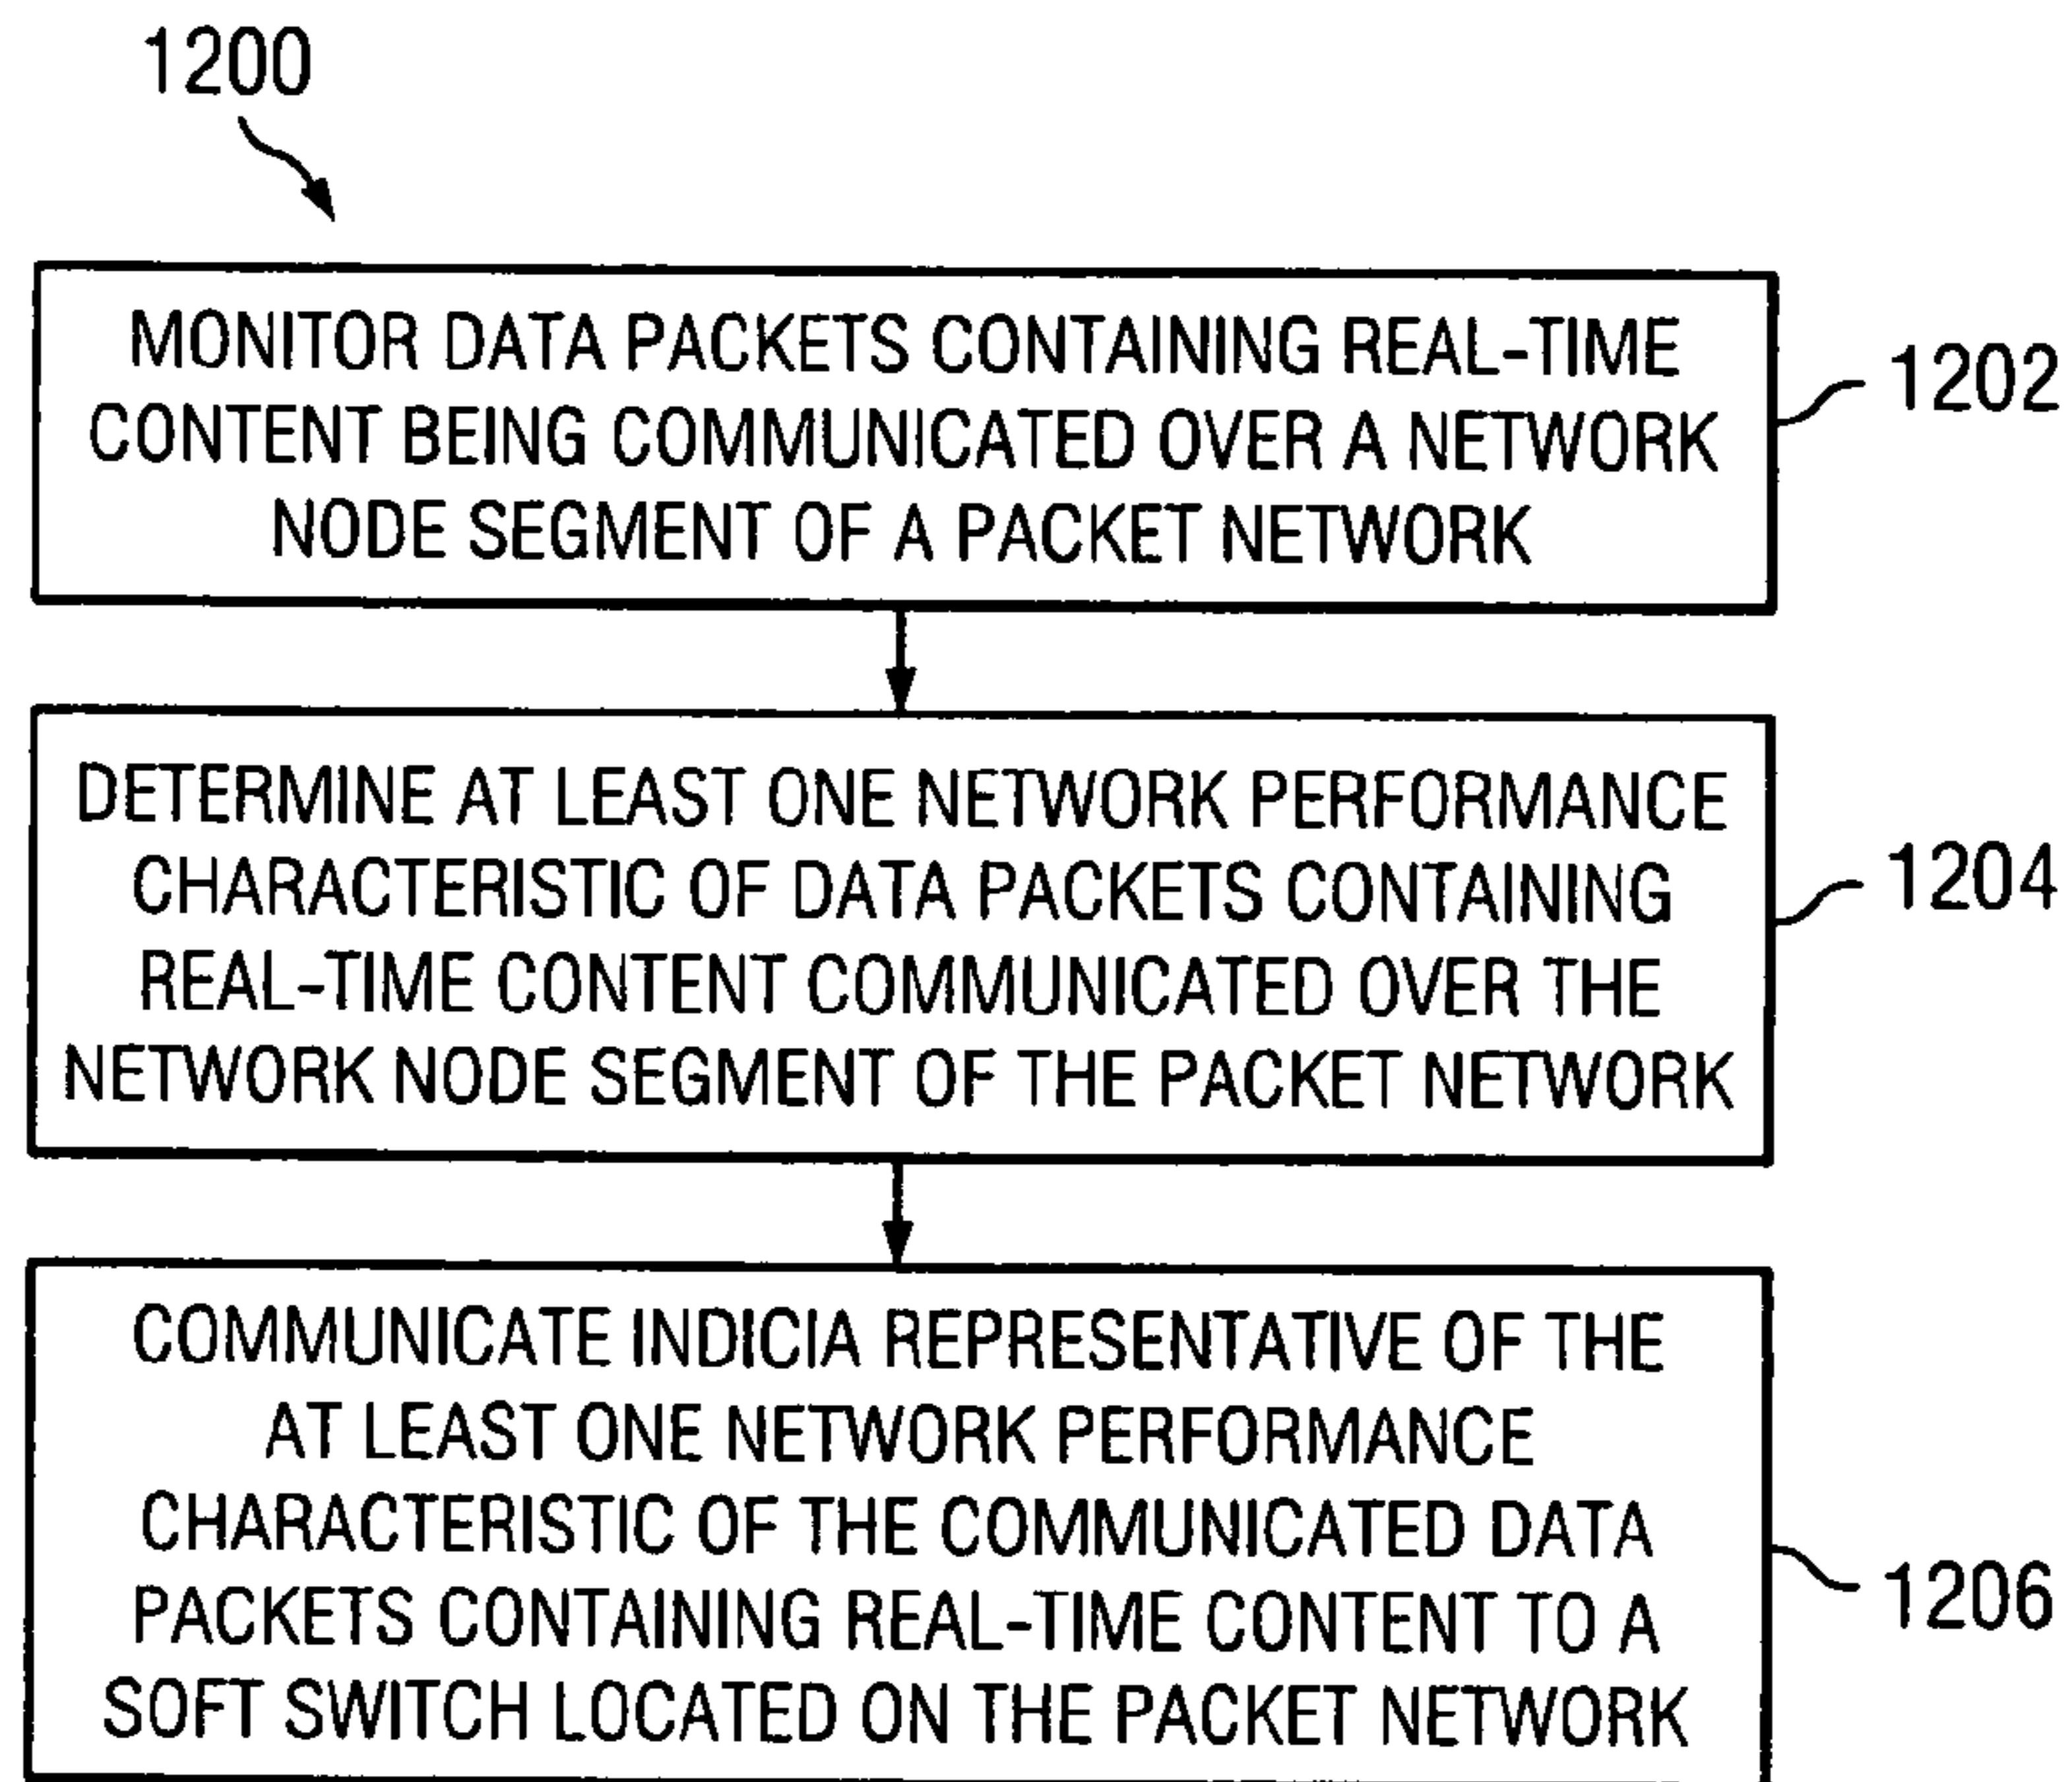 1200
MONITOR DATA PACKETS CONTAINING REAL-TIME
CONTENT BEING COMMUNICATED OVER A NETWORK
NODE SEGMENT OF A PACKET NETWORK
1202
DETERMINE AT LEAST ONE NETWORK PERFORMANCE
CHARACTERISTIC OF DATA PACKETS CONTAINING
REAL-TIME CONTENT COMMUNICATED OVER THE
NETWORK NODE SEGMENT OF THE PACKET NETWORK
1204
COMMUNICATE INDICIA REPRESENTATIVE OF THE
AT LEAST ONE NETWORK PERFORMANCE
CHARACTERISTIC OF THE COMMUNICATED DATA
PACKETS CONTAINING REAL-TIME CONTENT TO A
SOFT SWITCH LOCATED ON THE PACKET NETWORK
1206